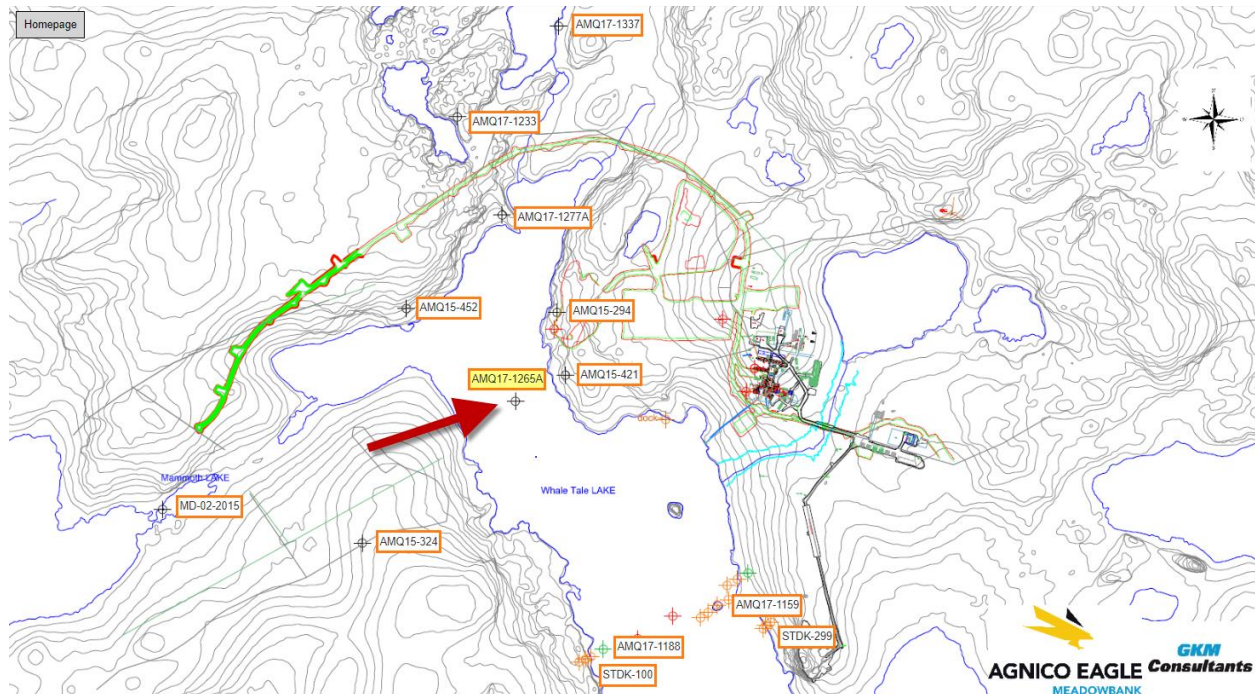 Homepage
AMQ17-1337
AMQ17-1233
AMQ17-1277A
AMQ15-452
AMQ15-294
AMQ15-421
AMQ17-1265A
dock
Mammoth LAKE
Whale Tale LAKE
MD-02-2015
AMQ15-324
AMQ17-1159
STDK-299
AMQ17-1188
STDK-100
AGNICO EAGLE
MEADOWBANK
GKM
Consultants